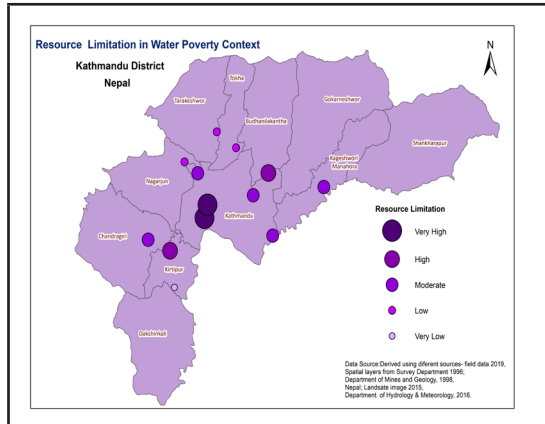 Resource Limitation in Water Poverty Context
N
Kathmandu District
Nepal
Tokha
Tarakeshwor
Gokarneshwor
Budhanilakantha
Shankharapur
Kageshwori
Manahora
Nagarjun
Kathmandu
Chandragiri
Kirtipur
Dakshinkali
Resource Limitation
Very High
High
Moderate
Low
Very Low
Data Source:Derived using diferent sources- field data 2019,
Spatial layers from Survey Department 1996;
Department of Mines and Geology, 1998,
Nepal; Landsate image 2015,
Department. of Hydrology & Meteorology, 2016.